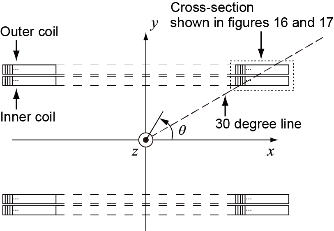 Cross-section
shown in figures 16 and 17
Outer coil
y
Inner coil
θ
30 degree line
z
x